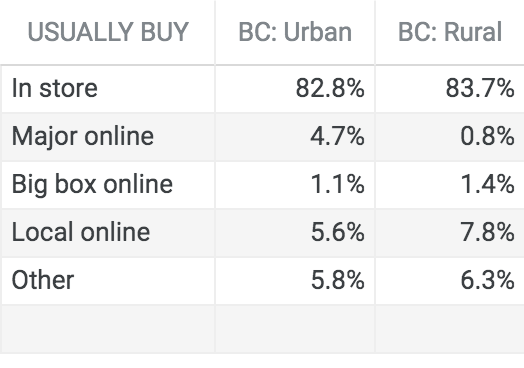 USUALLY BUY BC: Urban BC: Rural
In store 82.8% 83.7%
Major online 4.7% 0.8%
Big box online 1.1% 1.4%
Local online 5.6% 7.8%
Other 5.8% 6.3%